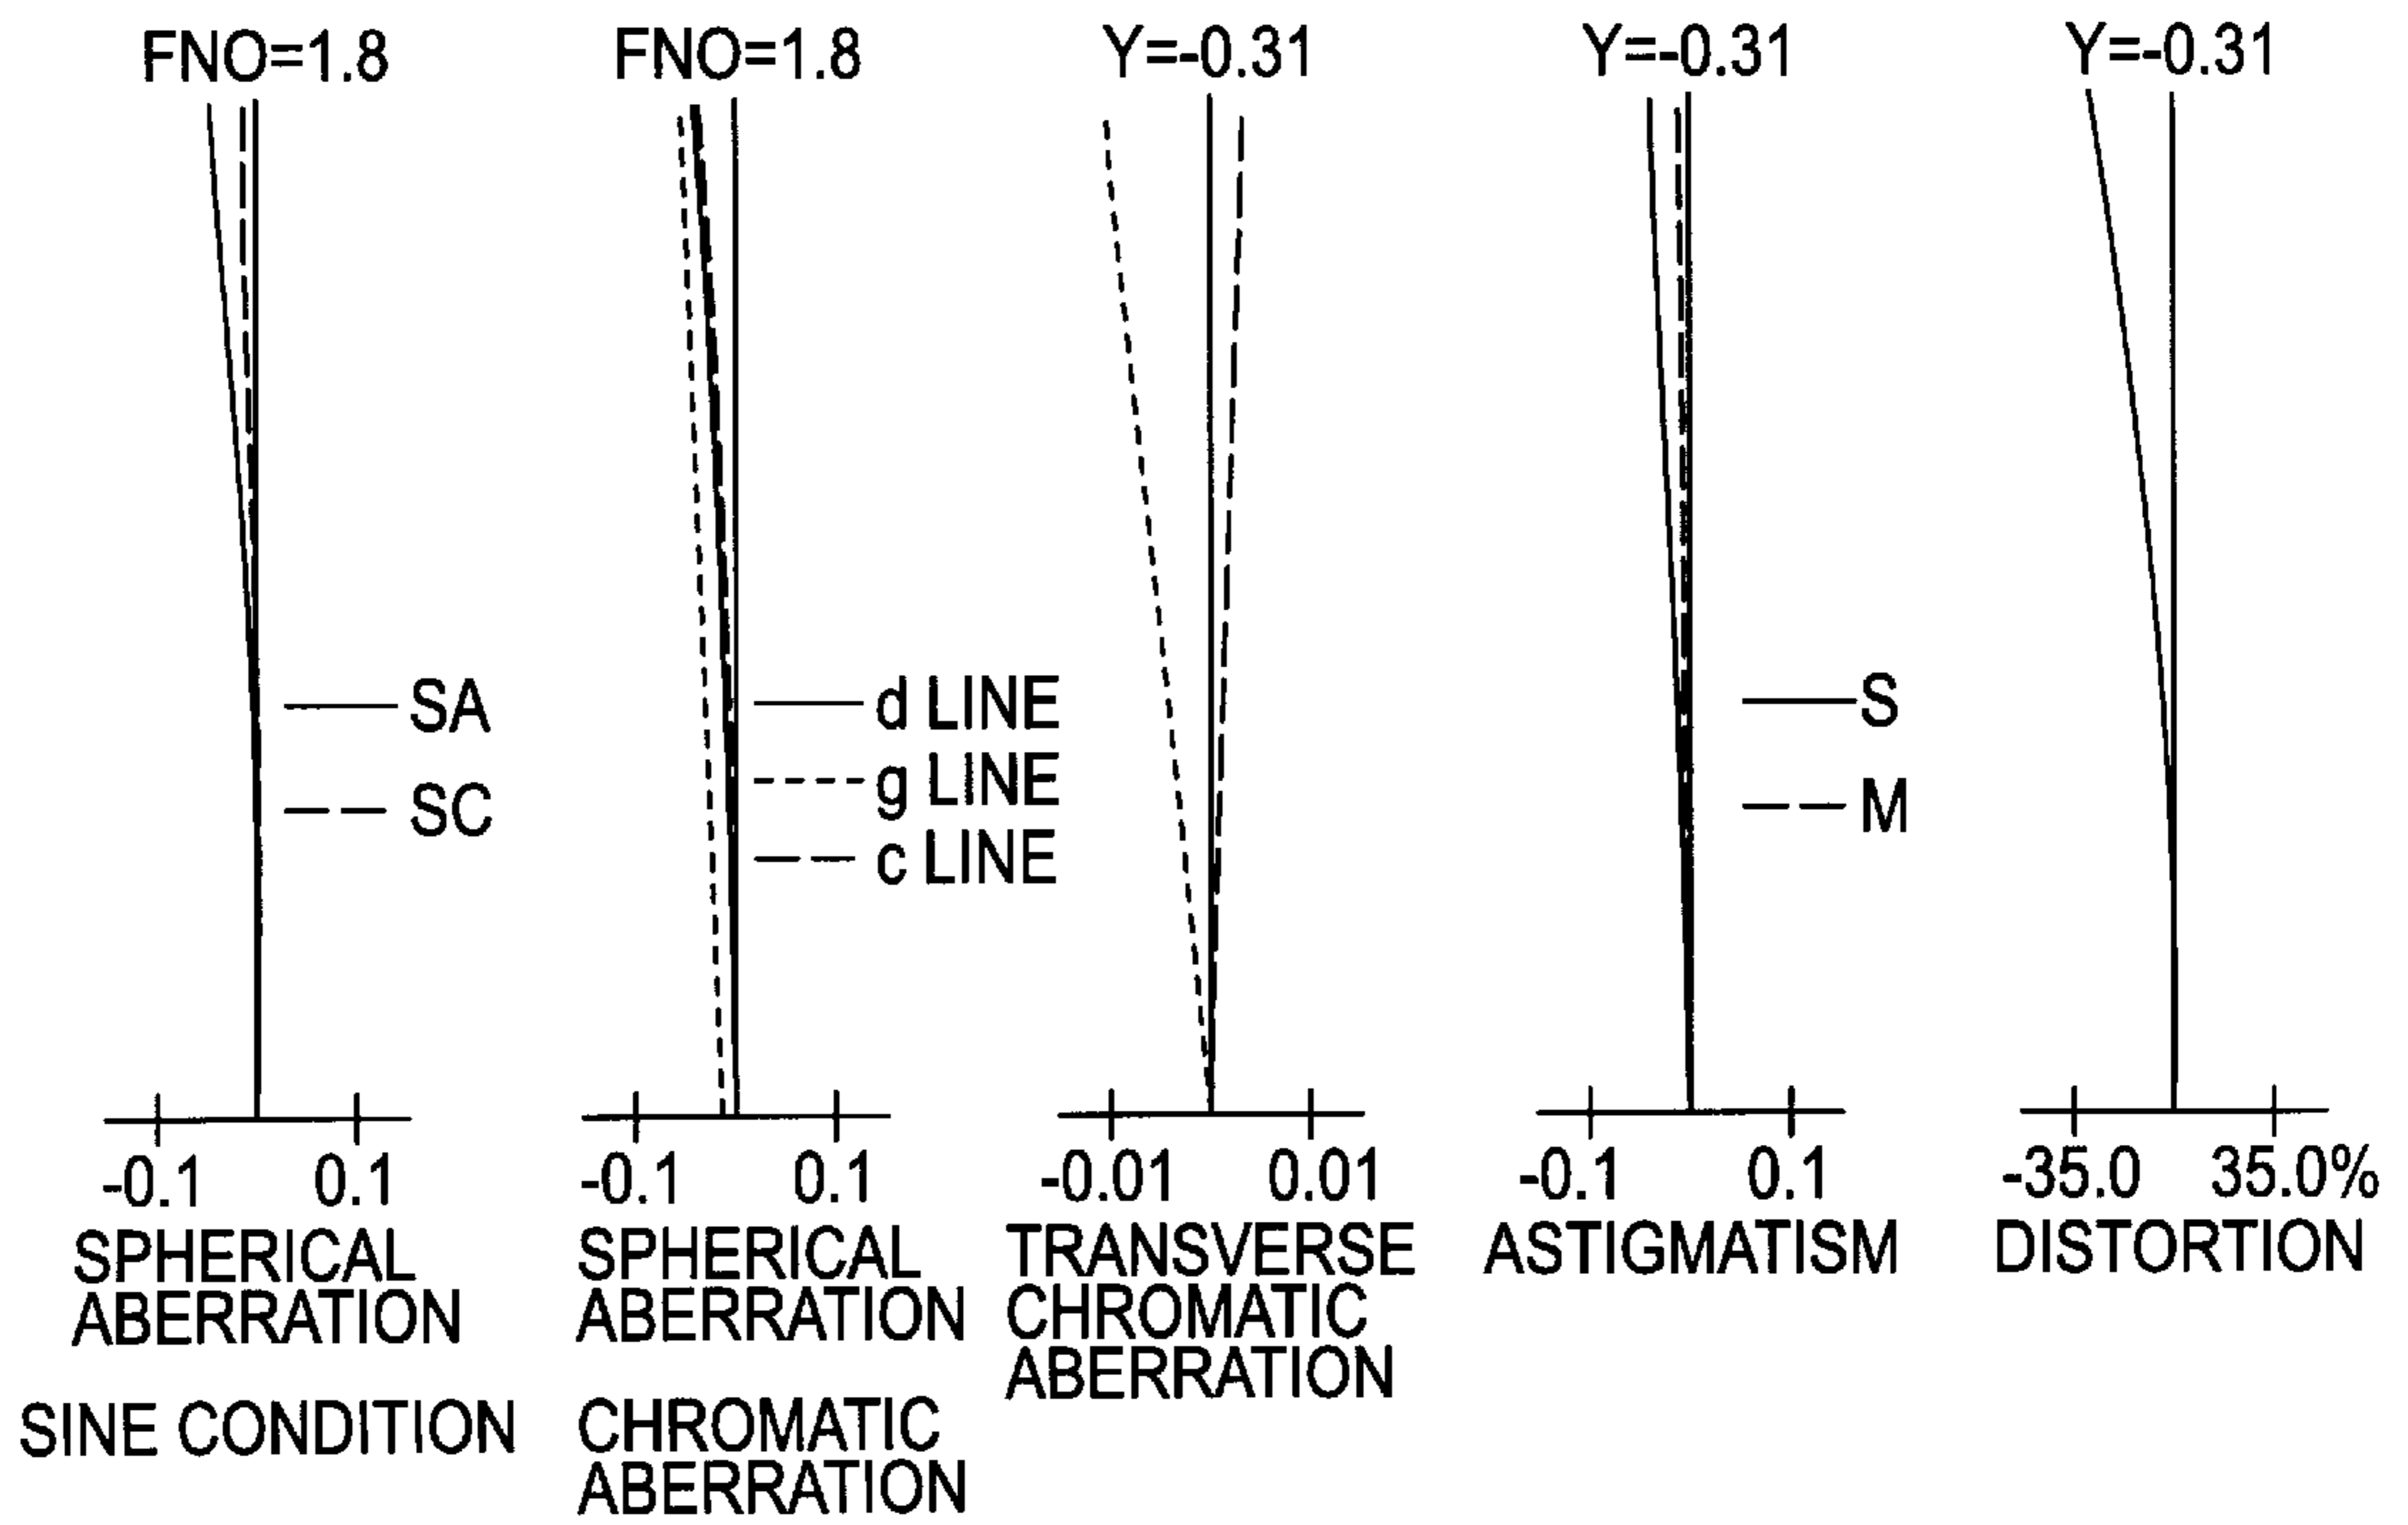 FNO=1.8
SA
SC
-0.1 0.1
SPHERICAL
ABERRATION
SINE CONDITION
FNO=1.8
d LINE
g LINE
c LINE
-0.1 0.1
SPHERICAL
ABERRATION
CHROMATIC
ABERRATION
Y=-0.31
-0.01 0.01
TRANSVERSE
CHROMATIC
ABERRATION
Y=-0.31
S
M
-0.1 0.1
ASTIGMATISM
Y=-0.31
-35.0 35.0%
DISTORTION